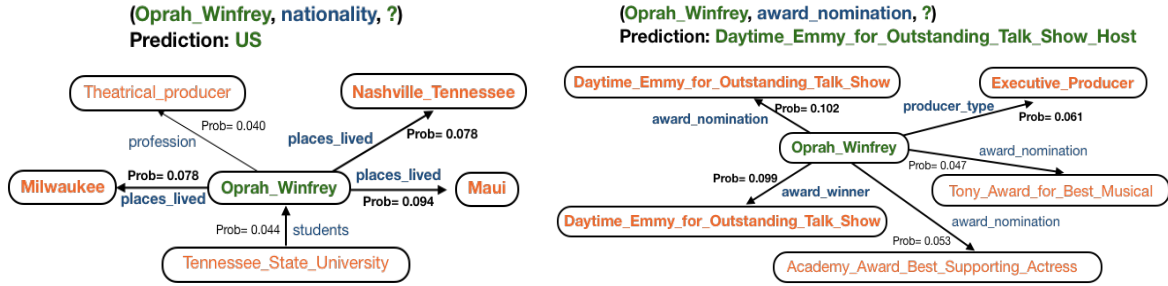 (Oprah_Winfrey, nationality, ?)
Prediction: US
Theatrical_producer
Nashville_Tennessee
Prob= 0.040
profession
places_lived
Prob= 0.078
Prob= 0.078
places_lived
Milwaukee
places_lived
Oprah_Winfrey
Prob= 0.094
Maui
Prob= 0.044
students
Tennessee_State_University
(Oprah_Winfrey, award_nomination, ?)
Prediction: Daytime_Emmy_for_Outstanding_Talk_Show_Host
Daytime_Emmy_for_Outstanding_Talk_Show
Executive_Producer
Prob= 0.102
award_nomination
producer_type
Prob= 0.061
Oprah_Winfrey
award_nomination
Prob= 0.047
Prob= 0.099
award_winner
Tony_Award_for_Best_Musical
Daytime_Emmy_for_Outstanding_Talk_Show
award_nomination
Prob= 0.053
Academy_Award_Best_Supporting_Actress